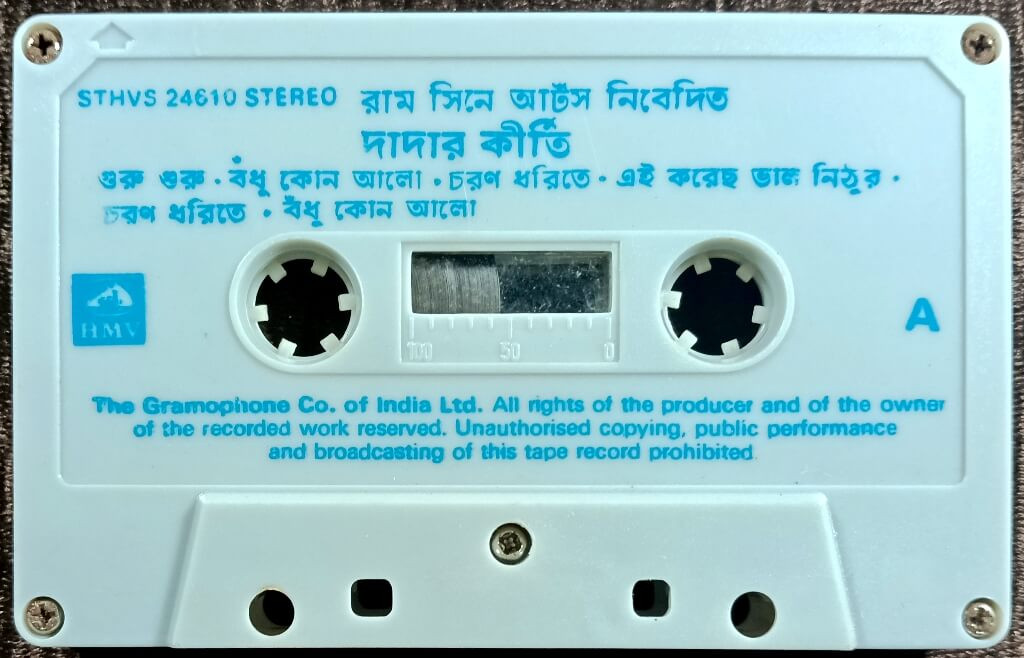 STHVS 24610 STEREO রাম সিনে আর্টস নিবেদিত
দাদার কীর্তি
গুরু গুরু · বঁধু কোন আলো · চরণ ধরিতে · এই করেছ ভাল নিঠুর ·
চরণ ধরিতে · বঁধু কোন আলো
HMV
A
100 50 0
The Gramophone Co. of India Ltd. All rights of the producer and of the owner
of the recorded work reserved. Unauthorised copying, public performance
and broadcasting of this tape record prohibited